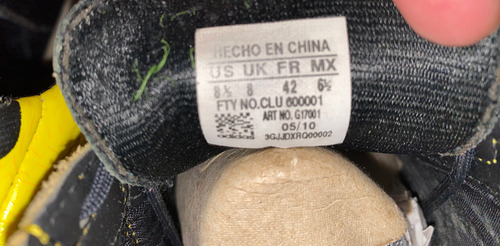 HECHO EN CHINA
US UK FR MX
8½ 8 42 6½
FTY NO.CLU 600001
ART NO. G17001
05/10
3GJJDXRQ00002